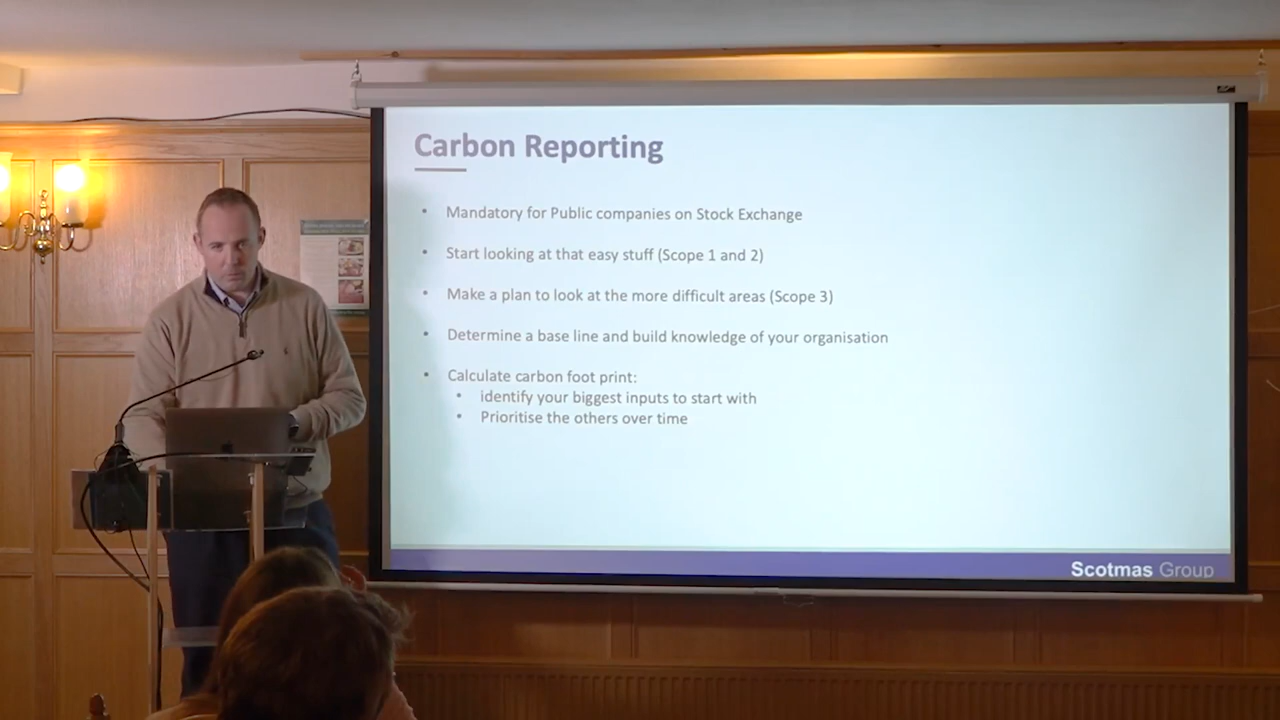 Carbon Reporting
• Mandatory for Public companies on Stock Exchange
• Start looking at that easy stuff (Scope 1 and 2)
• Make a plan to look at the more difficult areas (Scope 3)
• Determine a base line and build knowledge of your organisation
• Calculate carbon foot print:
• identify your biggest inputs to start with
• Prioritise the others over time
Scotmas Group